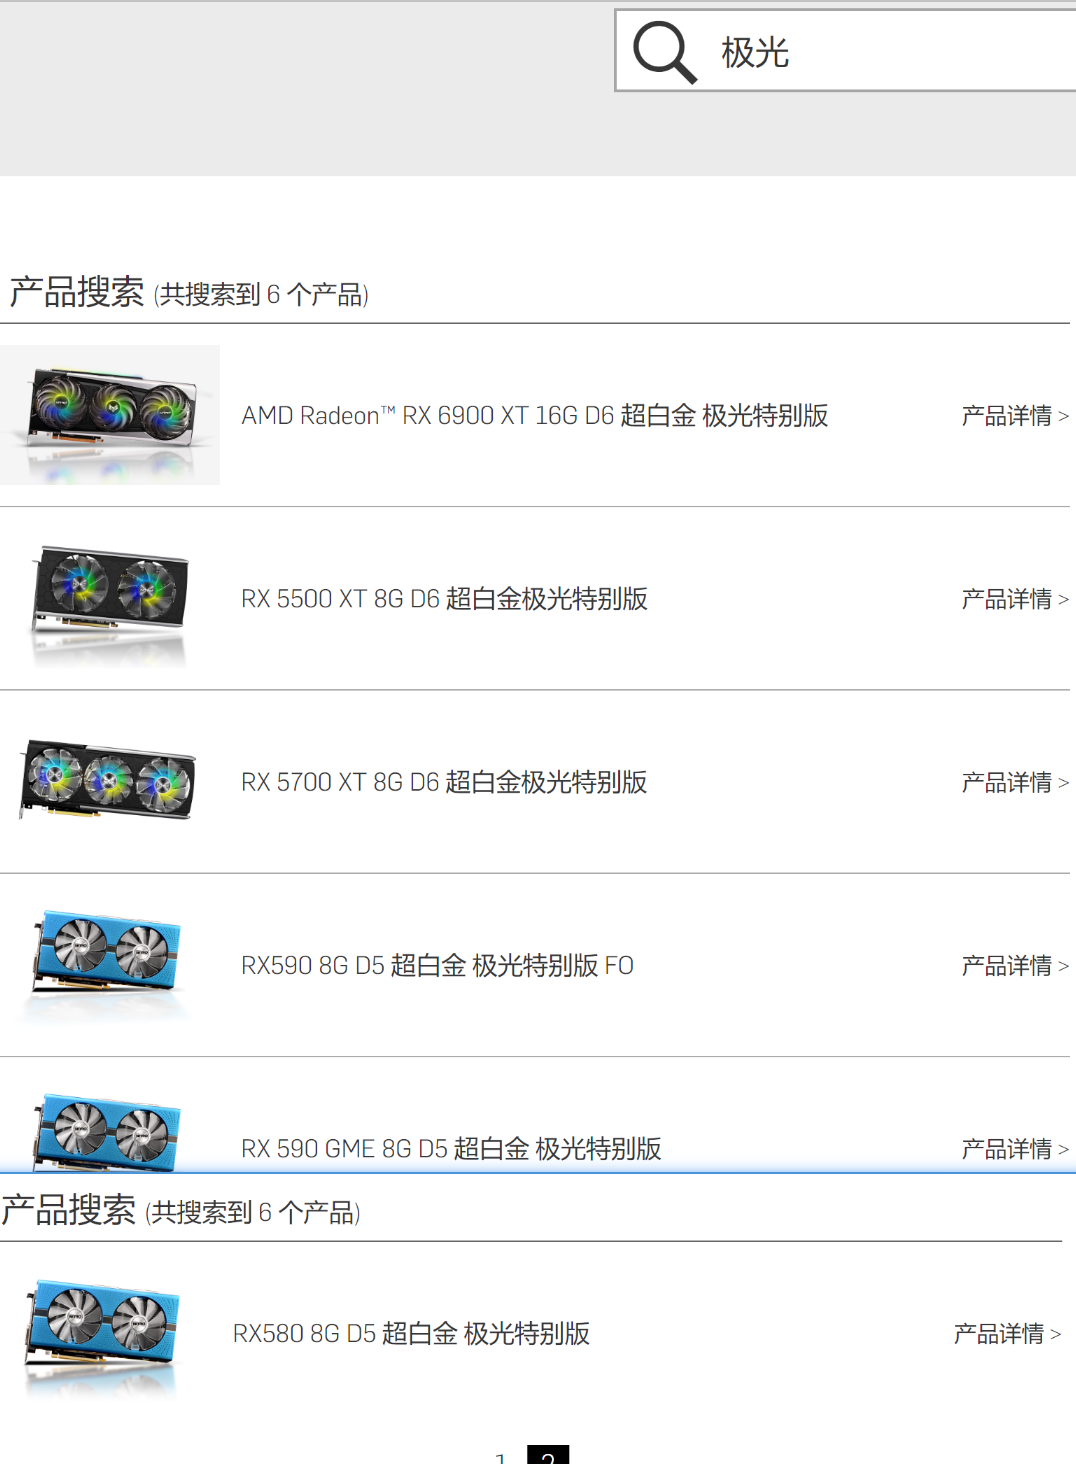 极光
产品搜索 (共搜索到 6 个产品)
AMD Radeon™ RX 6900 XT 16G D6 超白金 极光特别版
产品详情 >
RX 5500 XT 8G D6 超白金极光特别版
产品详情 >
RX 5700 XT 8G D6 超白金极光特别版
产品详情 >
RX590 8G D5 超白金 极光特别版 FO
产品详情 >
RX 590 GME 8G D5 超白金 极光特别版
产品详情 >
产品搜索 (共搜索到 6 个产品)
RX580 8G D5 超白金 极光特别版
产品详情 >
1 2